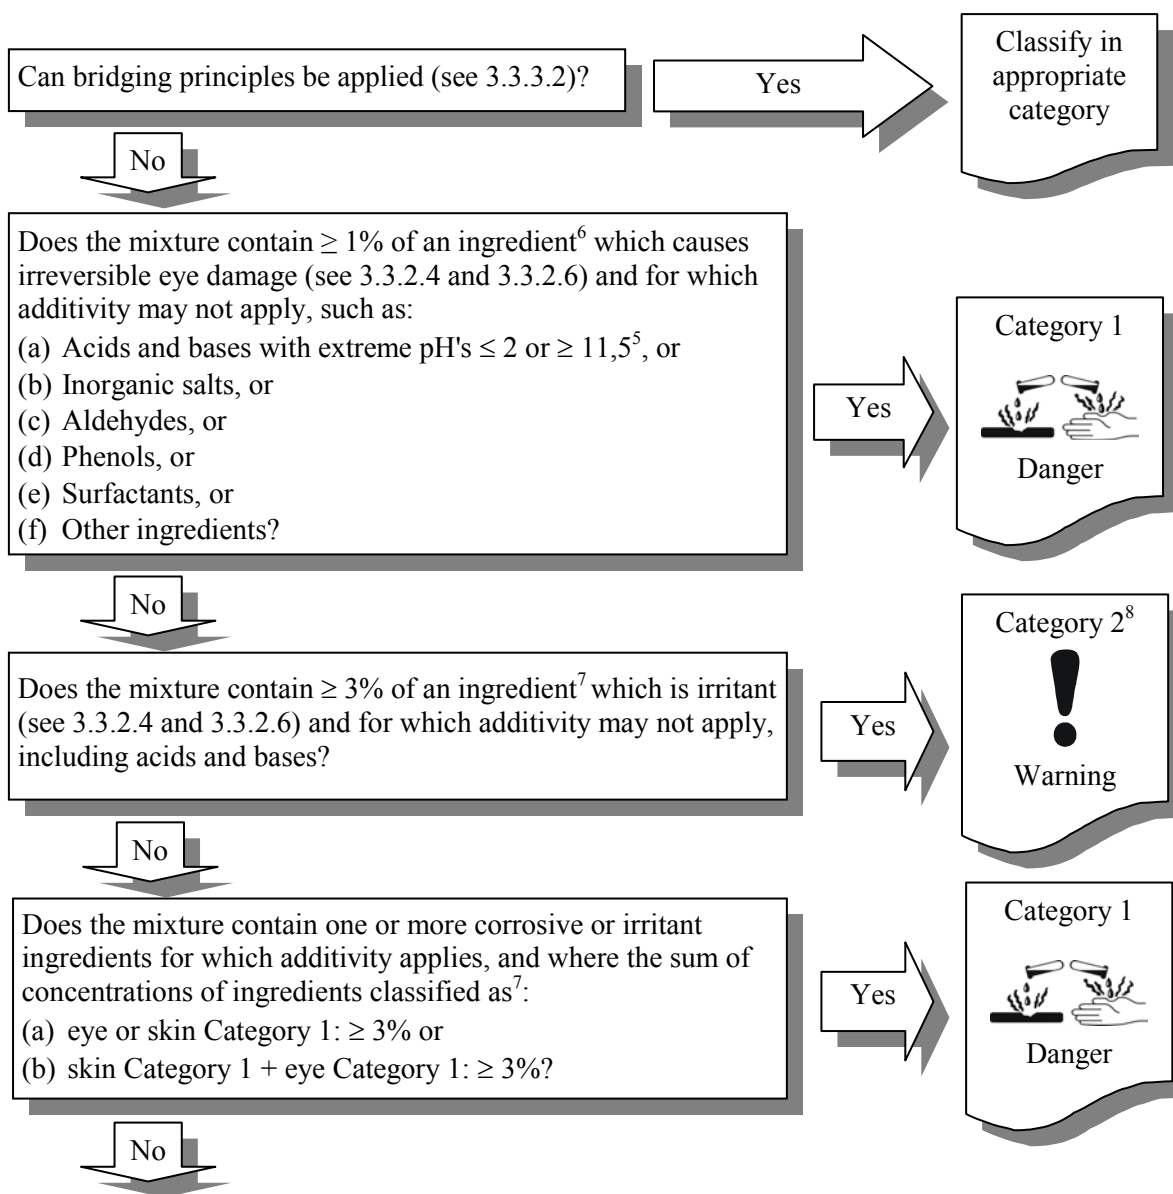 Can bridging principles be applied (see 3.3.3.2)?
Yes
Classify in
appropriate
category
No
Does the mixture contain ≥ 1% of an ingredient⁶ which causes
irreversible eye damage (see 3.3.2.4 and 3.3.2.6) and for which
additivity may not apply, such as:
(a) Acids and bases with extreme pH's ≤ 2 or ≥ 11,5⁵, or
(b) Inorganic salts, or
(c) Aldehydes, or
(d) Phenols, or
(e) Surfactants, or
(f) Other ingredients?
Yes
Category 1
Danger
No
Does the mixture contain ≥ 3% of an ingredient⁷ which is irritant
(see 3.3.2.4 and 3.3.2.6) and for which additivity may not apply,
including acids and bases?
Yes
Category 2⁸
Warning
No
Does the mixture contain one or more corrosive or irritant
ingredients for which additivity applies, and where the sum of
concentrations of ingredients classified as⁷:
(a) eye or skin Category 1: ≥ 3% or
(b) skin Category 1 + eye Category 1: ≥ 3%?
Yes
Category 1
Danger
No